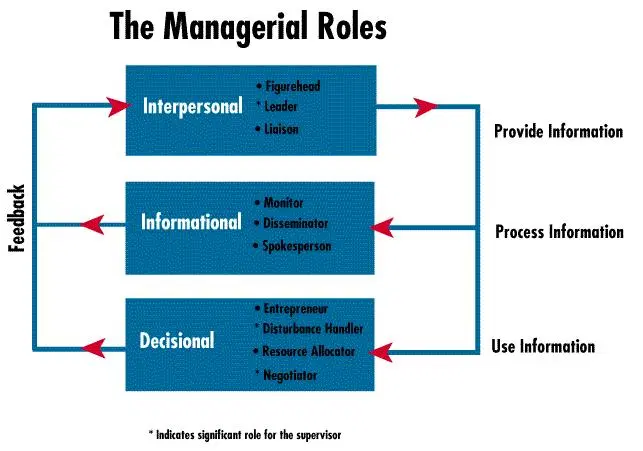 The Managerial Roles
Interpersonal
• Figurehead
* Leader
• Liaison
Provide Information
Feedback
Informational
• Monitor
• Disseminator
• Spokesperson
Process Information
Decisional
• Entrepreneur
* Disturbance Handler
• Resource Allocator
* Negotiator
Use Information
* Indicates significant role for the supervisor